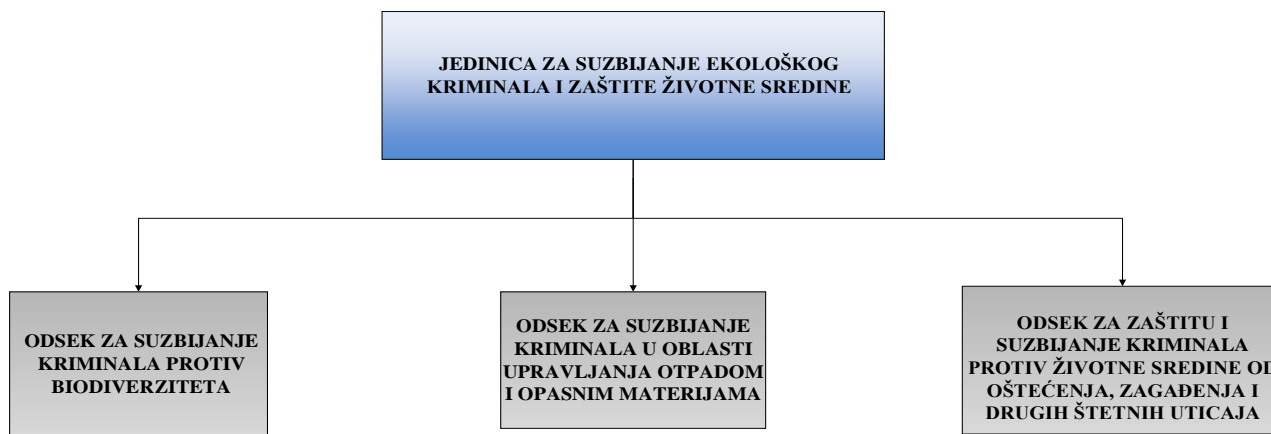 JEDINICA ZA SUZBIJANJE EKOLOŠKOG
KRIMINALA I ZAŠTITE ŽIVOTNE SREDINE
ODSEK ZA SUZBIJANJE
KRIMINALA PROTIV
BIODIVERZITETA
ODSEK ZA SUZBIJANJE
KRIMINALA U OBLASTI
UPRAVLJANJA OTPADOM
I OPASNIM MATERIJAMA
ODSEK ZA ZAŠTITU I
SUZBIJANJE KRIMINALA
PROTIV ŽIVOTNE SREDINE OD
OŠTEĆENJA, ZAGAĐENJA I
DRUGIH ŠTETNIH UTICAJA